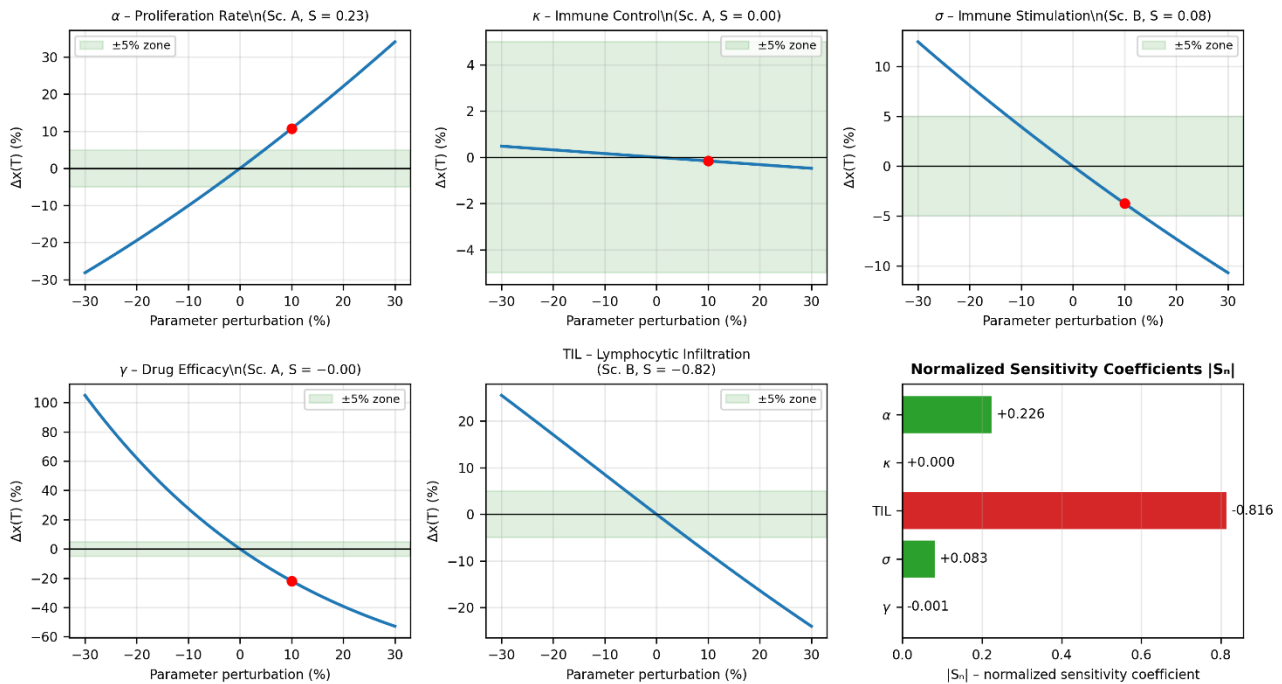 α – Proliferation Rate\n(Sc. A, S = 0.23)
±5% zone
Δx(T) (%)
30
20
10
0
−10
−20
−30
−30 −20 −10 0 10 20 30
Parameter perturbation (%)
κ – Immune Control\n(Sc. A, S = 0.00)
±5% zone
Δx(T) (%)
4
2
0
−2
−4
−30 −20 −10 0 10 20 30
Parameter perturbation (%)
σ – Immune Stimulation\n(Sc. B, S = 0.08)
±5% zone
Δx(T) (%)
10
5
0
−5
−10
−30 −20 −10 0 10 20 30
Parameter perturbation (%)
γ – Drug Efficacy\n(Sc. A, S = −0.00)
±5% zone
Δx(T) (%)
100
80
60
40
20
0
−20
−40
−60
−30 −20 −10 0 10 20 30
Parameter perturbation (%)
TIL – Lymphocytic Infiltration
(Sc. B, S = −0.82)
±5% zone
Δx(T) (%)
20
10
0
−10
−20
−30 −20 −10 0 10 20 30
Parameter perturbation (%)
Normalized Sensitivity Coefficients |Sₙ|
α +0.226
κ +0.000
TIL -0.816
σ +0.083
γ -0.001
0.0 0.2 0.4 0.6 0.8
|Sₙ| – normalized sensitivity coefficient